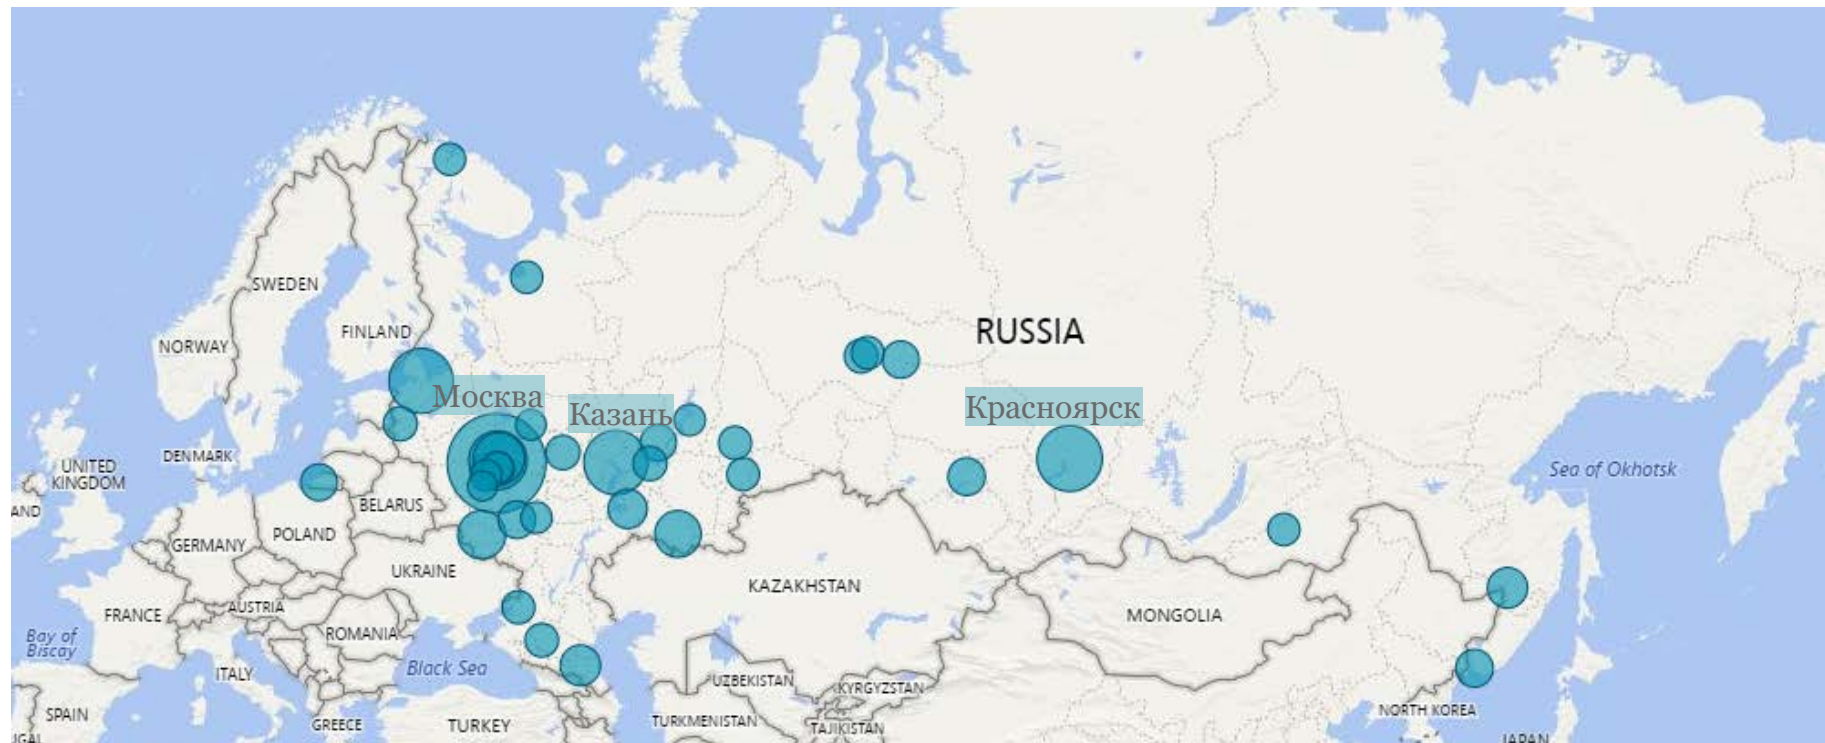 SWEDEN
FINLAND
NORWAY
RUSSIA
Москва
Казань
Красноярск
DENMARK
UNITED
KINGDOM
Sea of Okhotsk
AND
BELARUS
POLAND
GERMANY
UKRAINE
KAZAKHSTAN
FRANCE
AUSTRIA
MONGOLIA
ROMANIA
Bay of
Biscay
Black Sea
ITALY
UZBEKISTAN
KYRGYZSTAN
SPAIN
GREECE
TURKEY
TURKMENISTAN
TAJIKISTAN
NORTH KOREA
UGAL
JAPAN